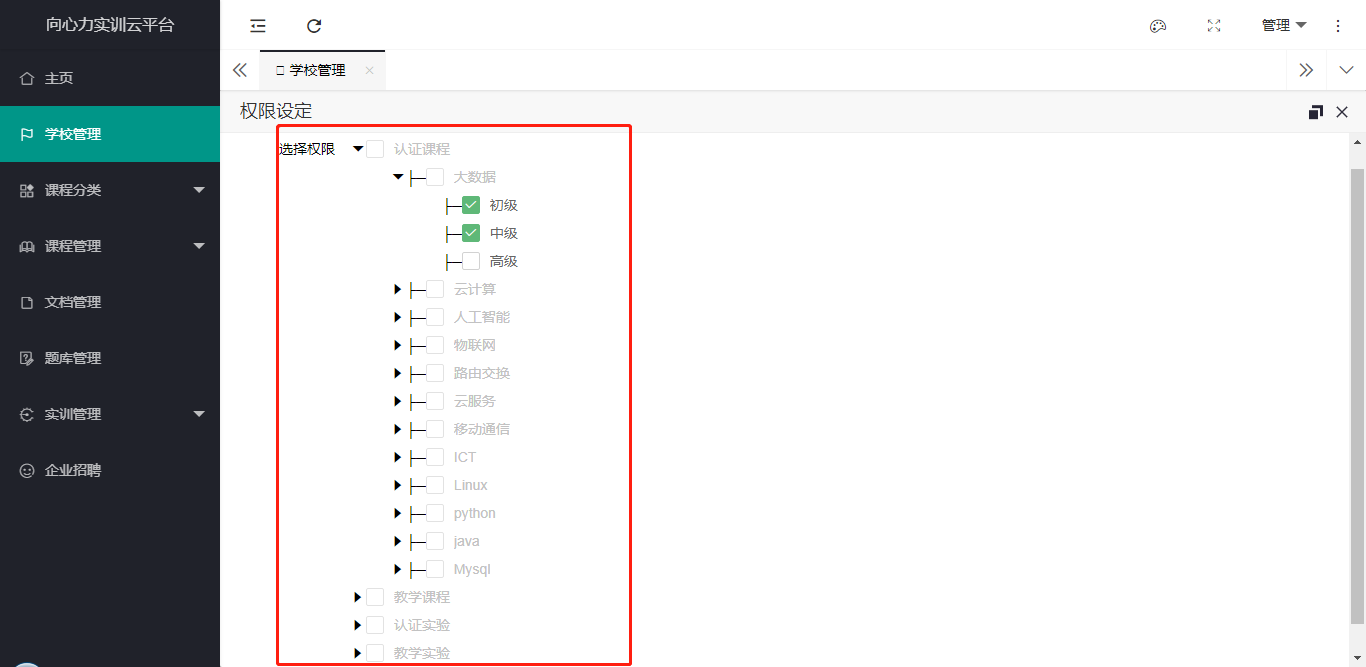 向心力实训云平台
管理
主页
学校管理
学校管理
权限设定
选择权限
认证课程
大数据
初级
中级
高级
课程分类
课程管理
文档管理
题库管理
实训管理
企业招聘
云计算
人工智能
物联网
路由交换
云服务
移动通信
ICT
Linux
python
java
Mysql
教学课程
认证实验
教学实验